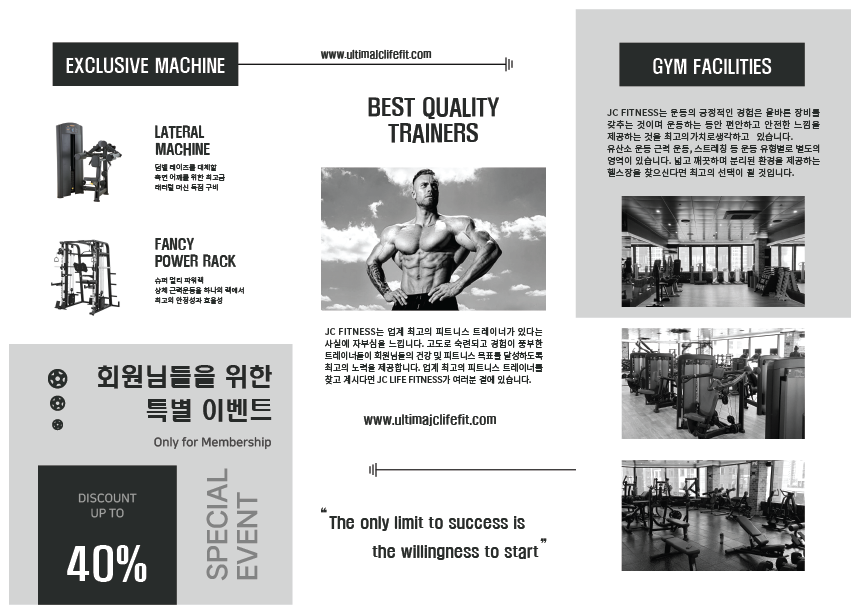 EXCLUSIVE MACHINE
LATERAL
MACHINE
덤벨 레이즈를 대체할
측면 어깨를 위한 최고급
래터럴 머신 독점 구비
FANCY
POWER RACK
슈퍼 멀티 파워랙
상체 근력운동을 하나의 랙에서
최고의 안정성과 효율성
회원님들을 위한
특별 이벤트
Only for Membership
DISCOUNT
UP TO
40%
SPECIAL
EVENT
www.ultimajclifefit.com
BEST QUALITY
TRAINERS
JC FITNESS는 업계 최고의 피트니스 트레이너가 있다는
사실에 자부심을 느낍니다. 고도로 숙련되고 경험이 풍부한
트레이너들이 회원님들의 건강 및 피트니스 목표를 달성하도록
최고의 노력을 제공합니다. 업계 최고의 피트니스 트레이너를
찾고 계시다면 JC LIFE FITNESS가 여러분 곁에 있습니다.
www.ultimajclifefit.com
“The only limit to success is
the willingness to start”
GYM FACILITIES
JC FITNESS는 운동의 긍정적인 경험은 올바른 장비를
갖추는 것이며 운동하는 동안 편안하고 안전한 느낌을
제공하는 것을 최고의가치로생각하고 있습니다.
유산소 운동 근력 운동, 스트레칭 등 운동 유형별로 별도의
영역이 있습니다. 넓고 깨끗하며 분리된 환경을 제공하는
헬스장을 찾으신다면 최고의 선택이 될 것입니다.